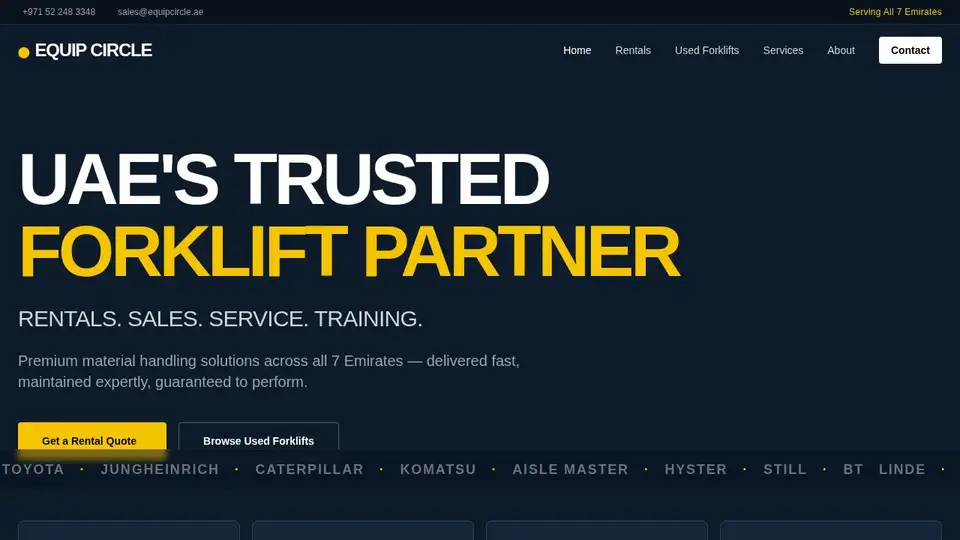 +971 52 248 3348 sales@equipcircle.ae Serving All 7 Emirates
EQUIP CIRCLE Home Rentals Used Forklifts Services About Contact
UAE'S TRUSTED
FORKLIFT PARTNER
RENTALS. SALES. SERVICE. TRAINING.
Premium material handling solutions across all 7 Emirates — delivered fast,
maintained expertly, guaranteed to perform.
Get a Rental Quote Browse Used Forklifts
TOYOTA • JUNGHEINRICH • CATERPILLAR • KOMATSU • AISLE MASTER • HYSTER • STILL • BT LINDE •